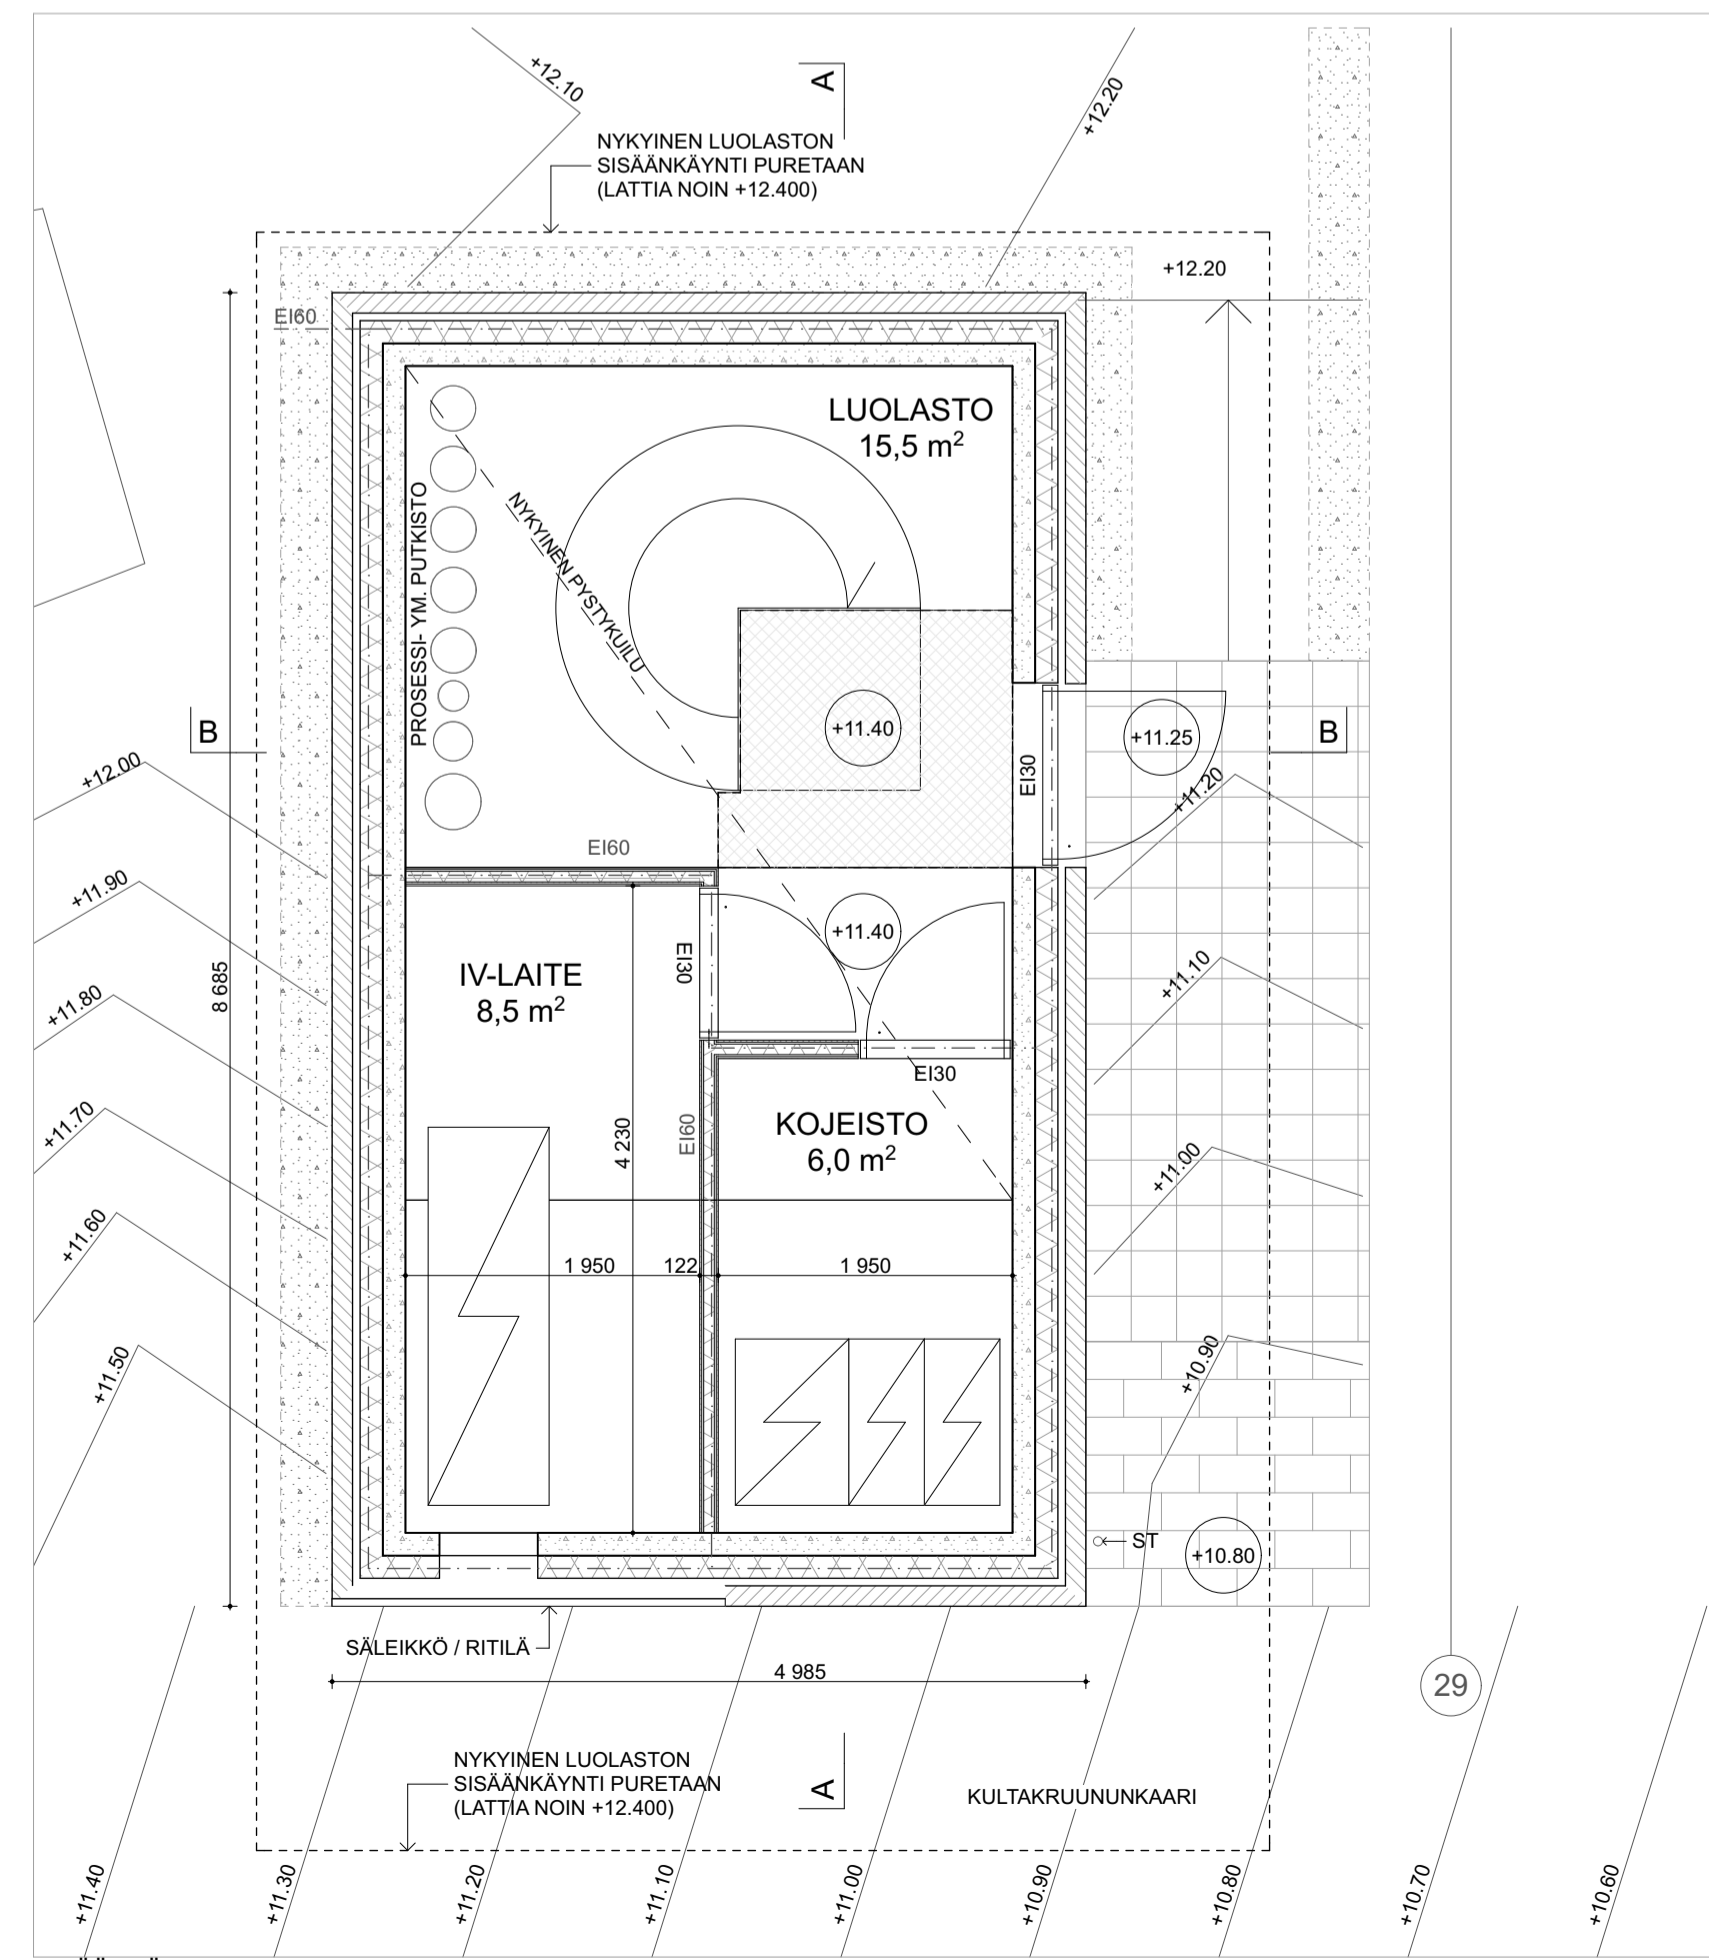 +12.10
A
+12.20
NYKYINEN LUOLASTON
SISÄÄNKÄYNTI PURETAAN
(LATTIA NOIN +12.400)
+12.20
EI60
LUOLASTO
15,5 m²
PROSESSI- YM. PUTKISTO
NYKYINEN PYSTYKUILU
B
+11.40
+11.25
B
EI30
+12.00
+11.20
EI60
+11.90
+11.40
8 685
IV-LAITE
8,5 m²
EI30
+11.10
+11.80
EI30
+11.70
4 230
EI60
KOJEISTO
6,0 m²
+11.00
+11.60
1 950
122
1 950
+11.50
+10.90
ST
+10.80
SÄLEIKKÖ / RITILÄ
4 985
29
NYKYINEN LUOLASTON
SISÄÄNKÄYNTI PURETAAN
(LATTIA NOIN +12.400)
A
KULTAKRUUNUNKAARI
+11.40
+11.30
+11.20
+11.10
+11.00
+10.90
+10.80
+10.70
+10.60